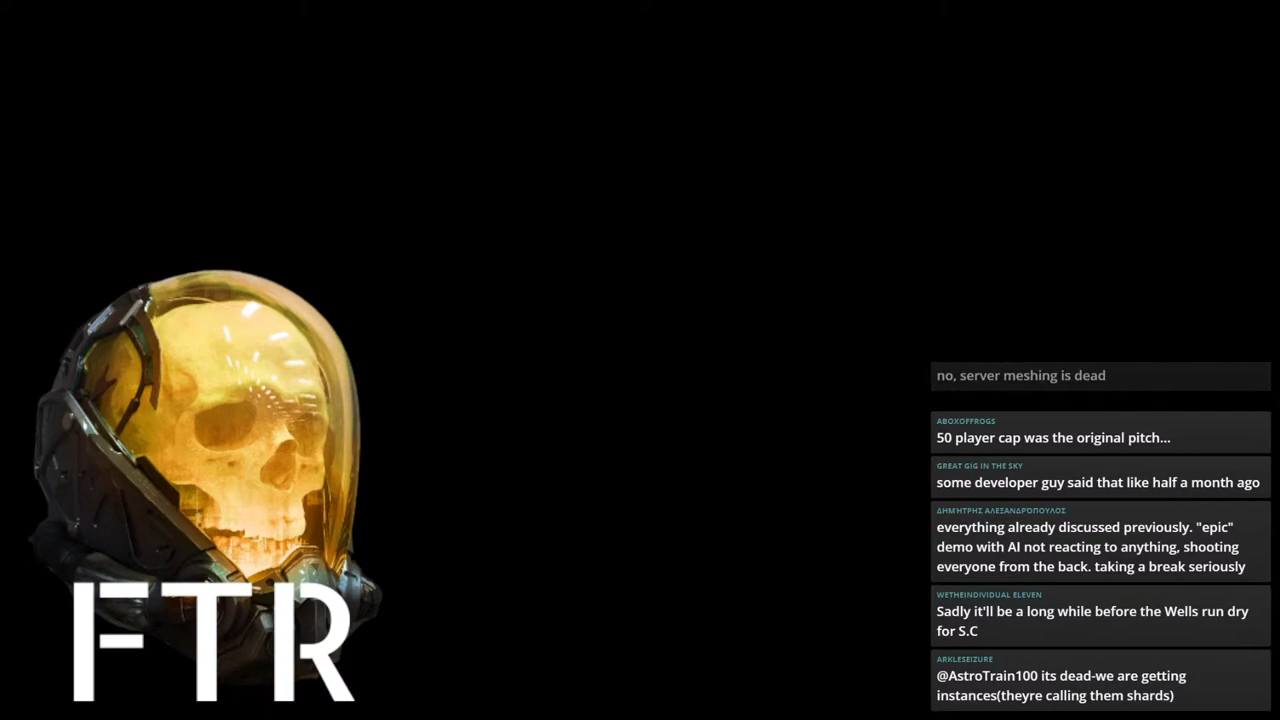 no, server meshing is dead
ABOXOFFROGS
50 player cap was the original pitch...
GREAT GIG IN THE SKY
some developer guy said that like half a month ago
ΔΗΜΉΤΡΗΣ ΑΛΕΞΑΝΔΡΟΠΟΥΛΟΣ
everything already discussed previously. "epic"
demo with AI not reacting to anything, shooting
everyone from the back. taking a break seriously
WETHEINDIVIDUAL ELEVEN
Sadly it'll be a long while before the Wells run dry
for S.C
ARKLESEIZURE
@AstroTrain100 its dead-we are getting
instances(theyre calling them shards)
FTR